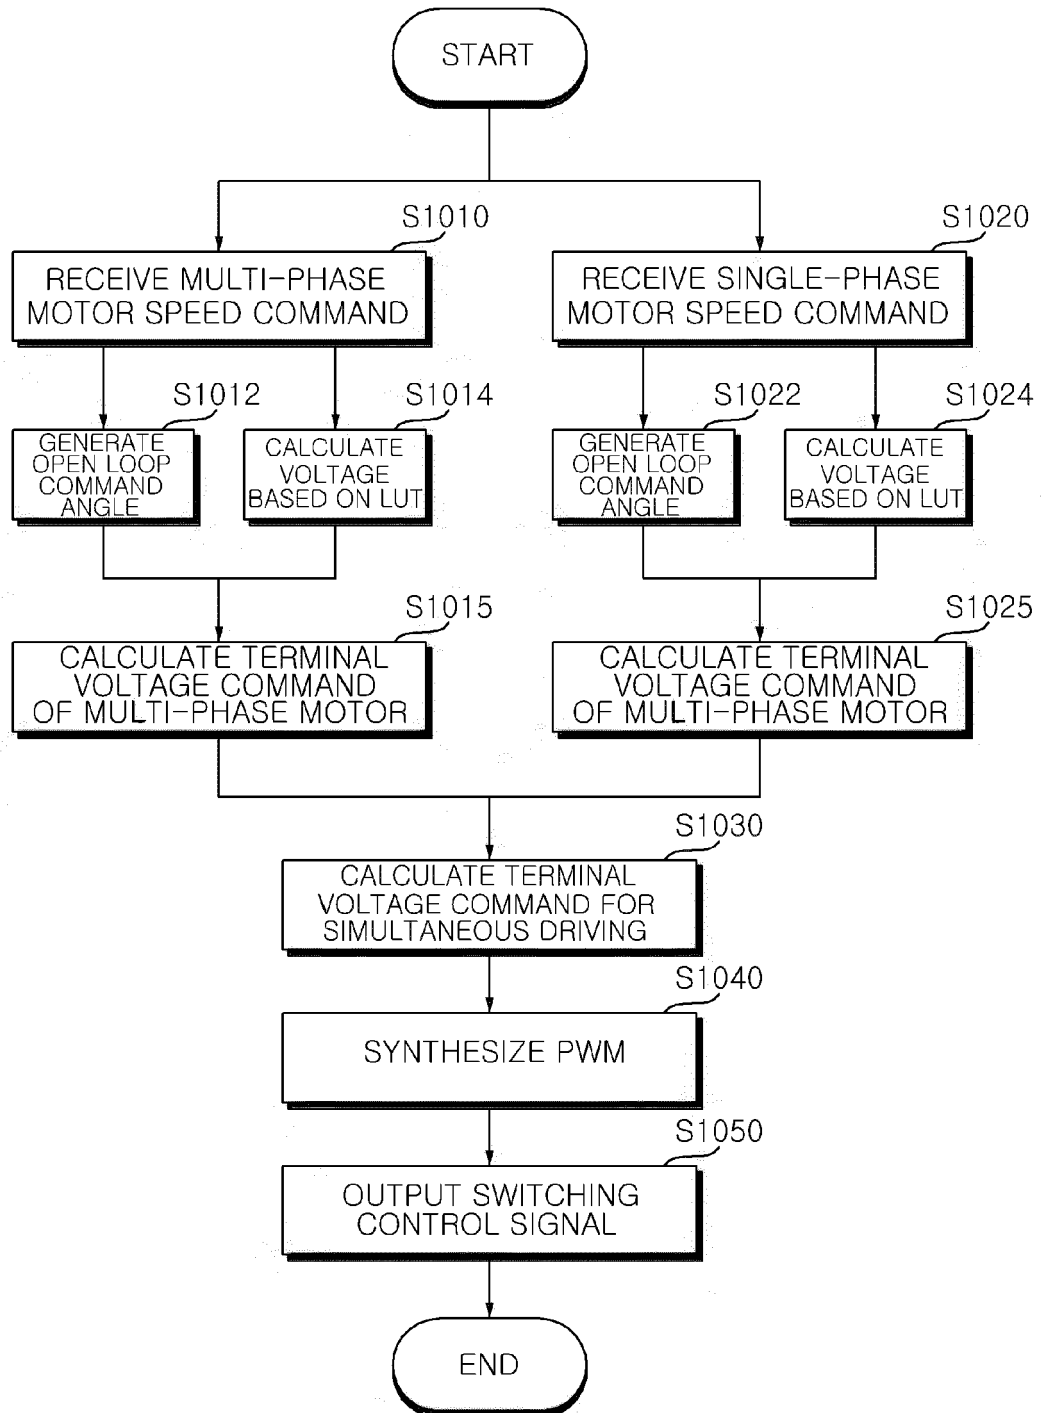 START
S1010
S1020
RECEIVE MULTI-PHASE
MOTOR SPEED COMMAND
RECEIVE SINGLE-PHASE
MOTOR SPEED COMMAND
S1012
S1014
S1022
S1024
GENERATE
OPEN LOOP
COMMAND
ANGLE
CALCULATE
VOLTAGE
BASED ON LUT
GENERATE
OPEN LOOP
COMMAND
ANGLE
CALCULATE
VOLTAGE
BASED ON LUT
S1015
S1025
CALCULATE TERMINAL
VOLTAGE COMMAND
OF MULTI-PHASE MOTOR
CALCULATE TERMINAL
VOLTAGE COMMAND
OF MULTI-PHASE MOTOR
S1030
CALCULATE TERMINAL
VOLTAGE COMMAND FOR
SIMULTANEOUS DRIVING
S1040
SYNTHESIZE PWM
S1050
OUTPUT SWITCHING
CONTROL SIGNAL
END